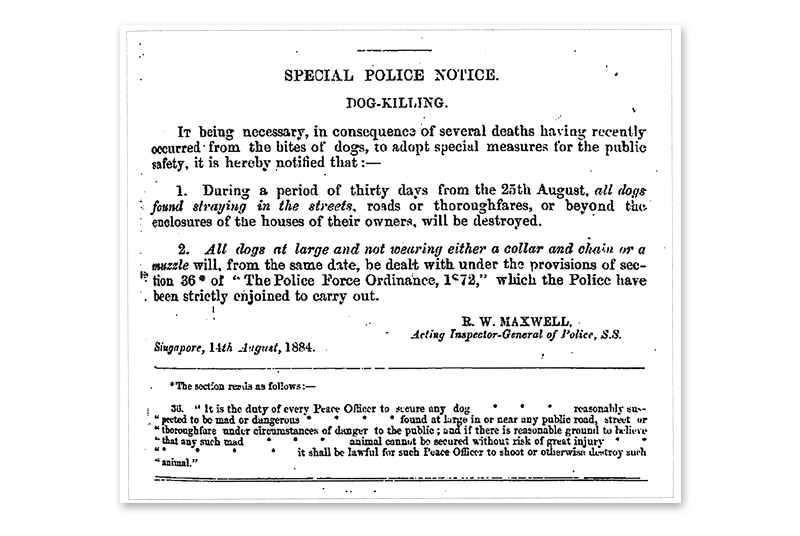 SPECIAL POLICE NOTICE.
DOG-KILLING.
IT being necessary, in consequence of several deaths having recently
occurred from the bites of dogs, to adopt special measures for the public
safety, it is hereby notified that :—
1. During a period of thirty days from the 25th August, all dogs
found straying in the streets, roads or thoroughfares, or beyond the
enclosures of the houses of their owners, will be destroyed.
2. All dogs at large and not wearing either a collar and chain or a
muzzle will, from the same date, be dealt with under the provisions of sec-
tion 36* of "The Police Force Ordinance, 1872," which the Police have
been strictly enjoined to carry out.
R. W. MAXWELL,
Acting Inspector-General of Police, S.S.
Singapore, 14th August, 1884.
*The section reads as follows:—
36. "It is the duty of every Peace Officer to secure any dog * * * reasonably sus-
"pected to be mad or dangerous * * * found at large in or near any public road, street or
"thoroughfare under circumstances of danger to the public; and if there is reasonable ground to believe
"that any such mad * * * animal cannot be secured without risk of great injury * *
"* * * * * it shall be lawful for such Peace Officer to shoot or otherwise destroy such
"animal."